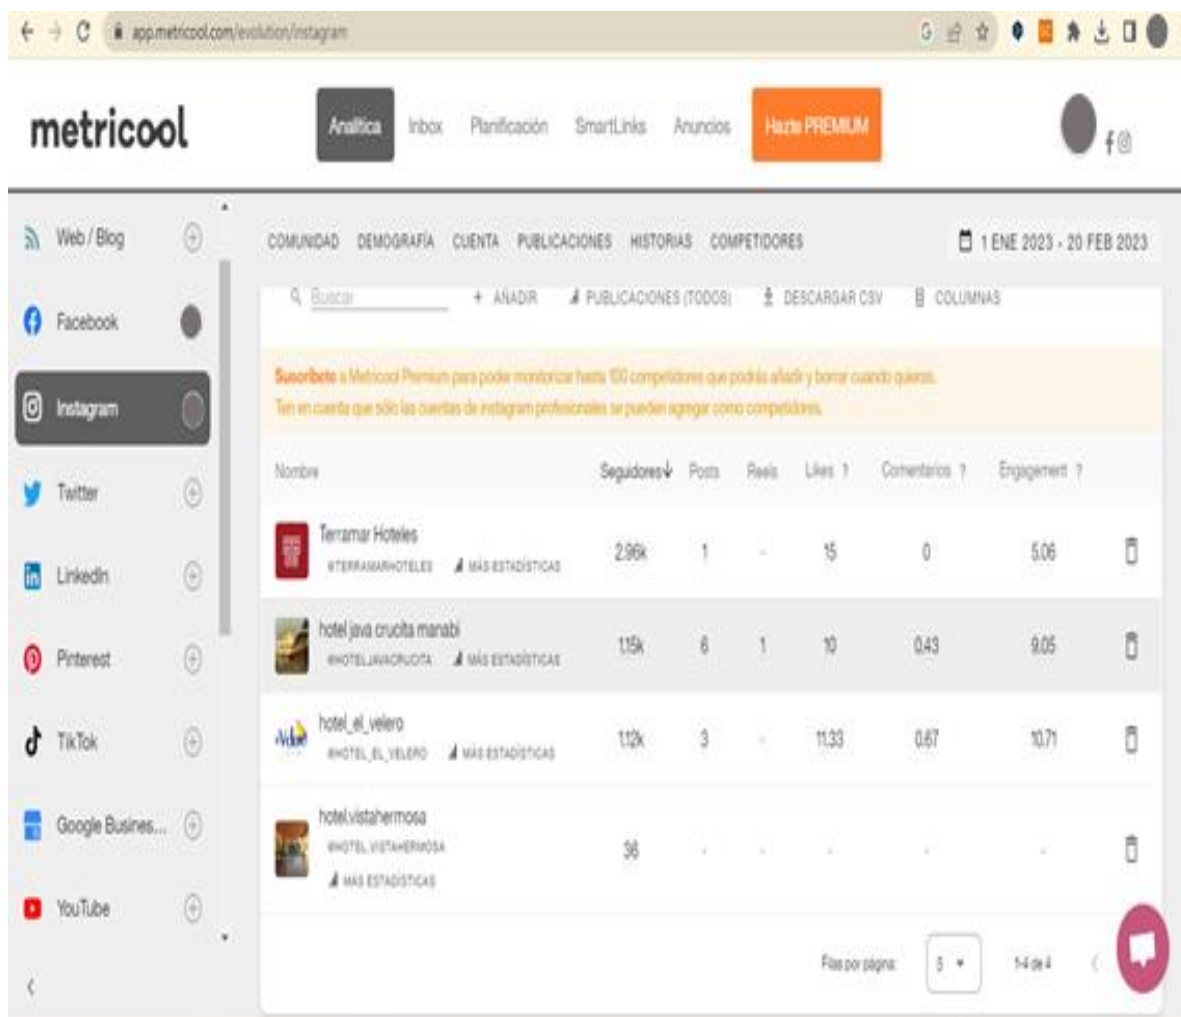 app.metricool.com/evolution/instagram
metricool
Analítica Inbox Planificación SmartLinks Anuncios Hazte PREMIUM
Web / Blog
Facebook
Instagram
Twitter
LinkedIn
Pinterest
TikTok
Google Busines...
YouTube
COMUNIDAD DEMOGRAFÍA CUENTA PUBLICACIONES HISTORIAS COMPETIDORES
1 ENE 2023 - 20 FEB 2023
Buscar + AÑADIR PUBLICACIONES (TODOS) DESCARGAR CSV COLUMNAS
Suscríbete a Metricool Premium para poder monitorizar hasta 100 competidores que podrás añadir y borrar cuando quieras.
Ten en cuenta que sólo las cuentas de instagram profesionales se pueden agregar como competidores.
Nombre Seguidores↓ Posts Reels Likes ? Comentarios ? Engagement ?
Terramar Hoteles
@TERRAMARHOTELES MÁS ESTADÍSTICAS
2.96k 1 - 15 0 5.06
hotel java crucita manabi
@HOTELJAVACRUCITA MÁS ESTADÍSTICAS
1.15k 6 1 10 0.43 9.05
Velero
hotel_el_velero
@HOTEL_EL_VELERO MÁS ESTADÍSTICAS
1.12k 3 - 11.33 0.67 10.71
hotel.vistahermosa
@HOTEL.VISTAHERMOSA
MÁS ESTADÍSTICAS
36 - - - - -
Filas por página: 5 1-4 de 4